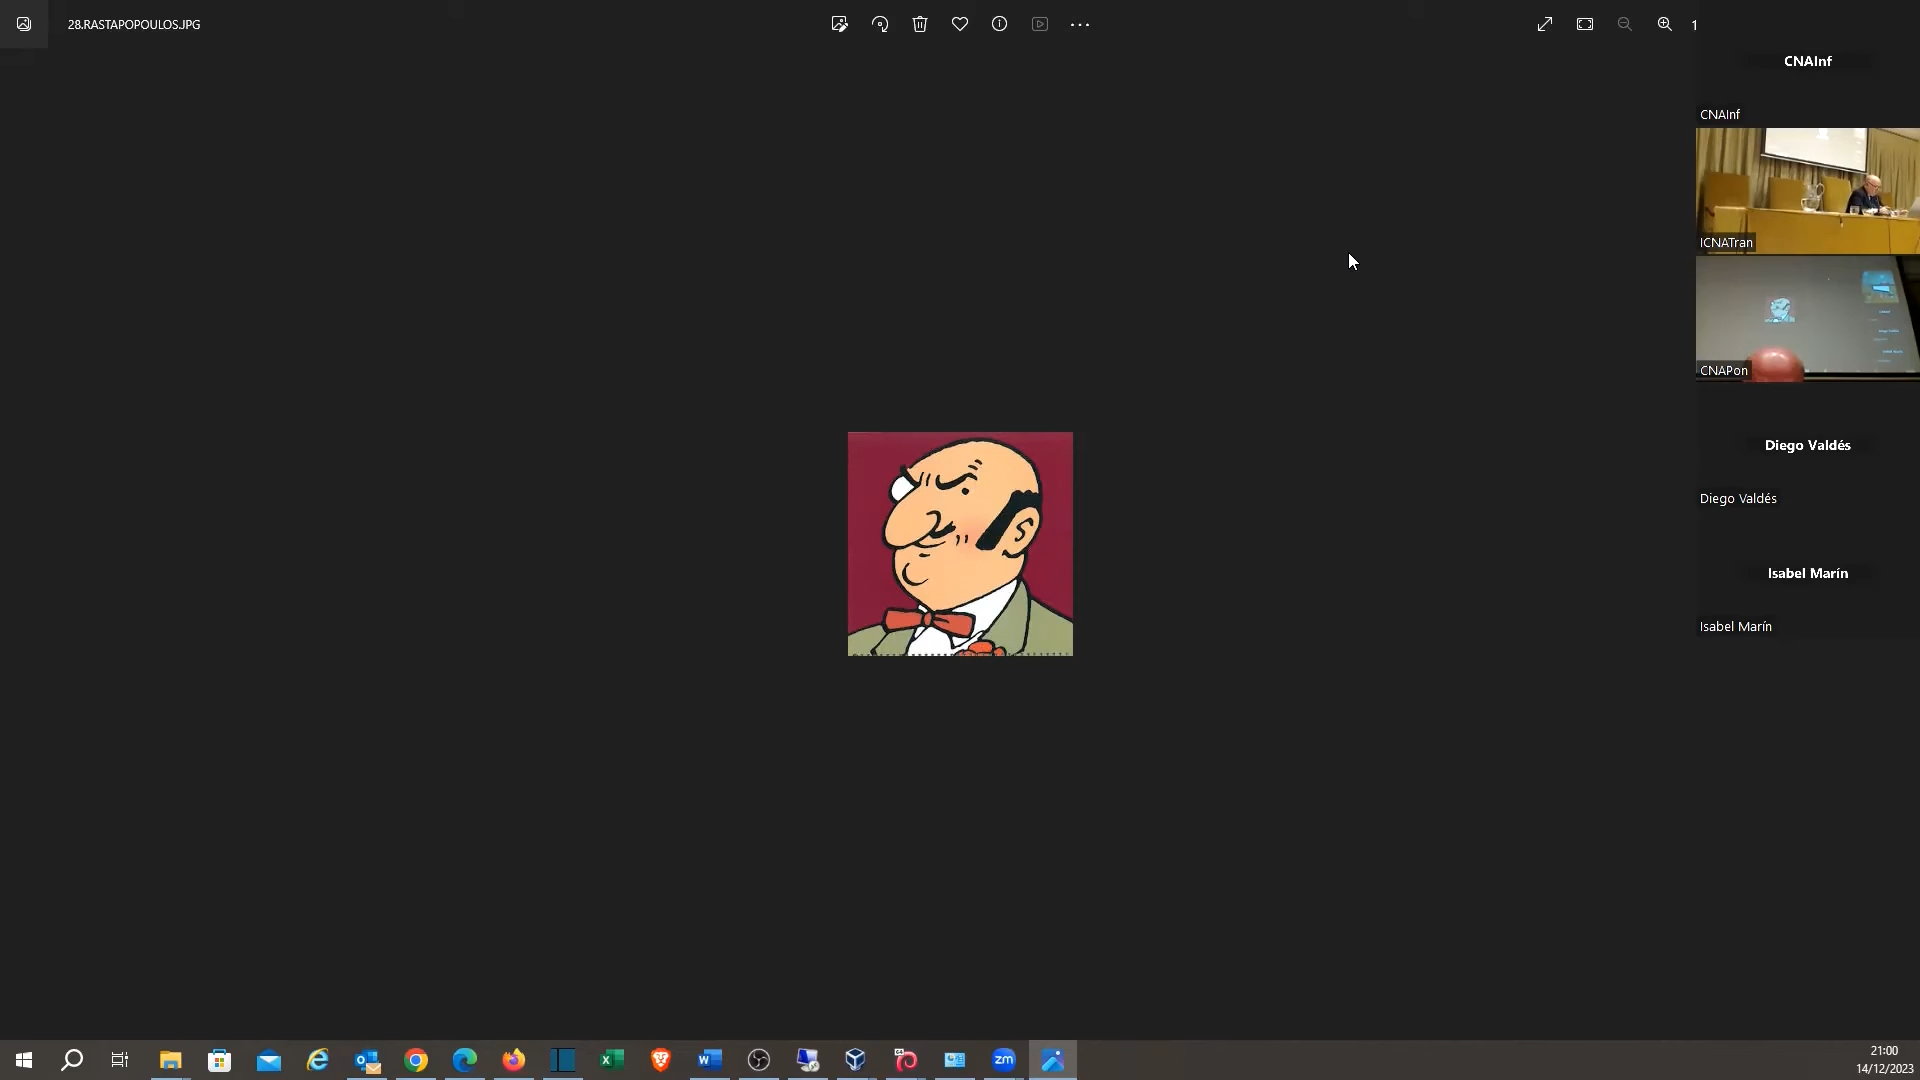 28.RASTAPOPOULOS.JPG
1
CNAInf
CNAInf
ICNATran
CNAPon
Diego Valdés
Diego Valdés
Isabel Marín
Isabel Marín
zm
21:00
14/12/2023